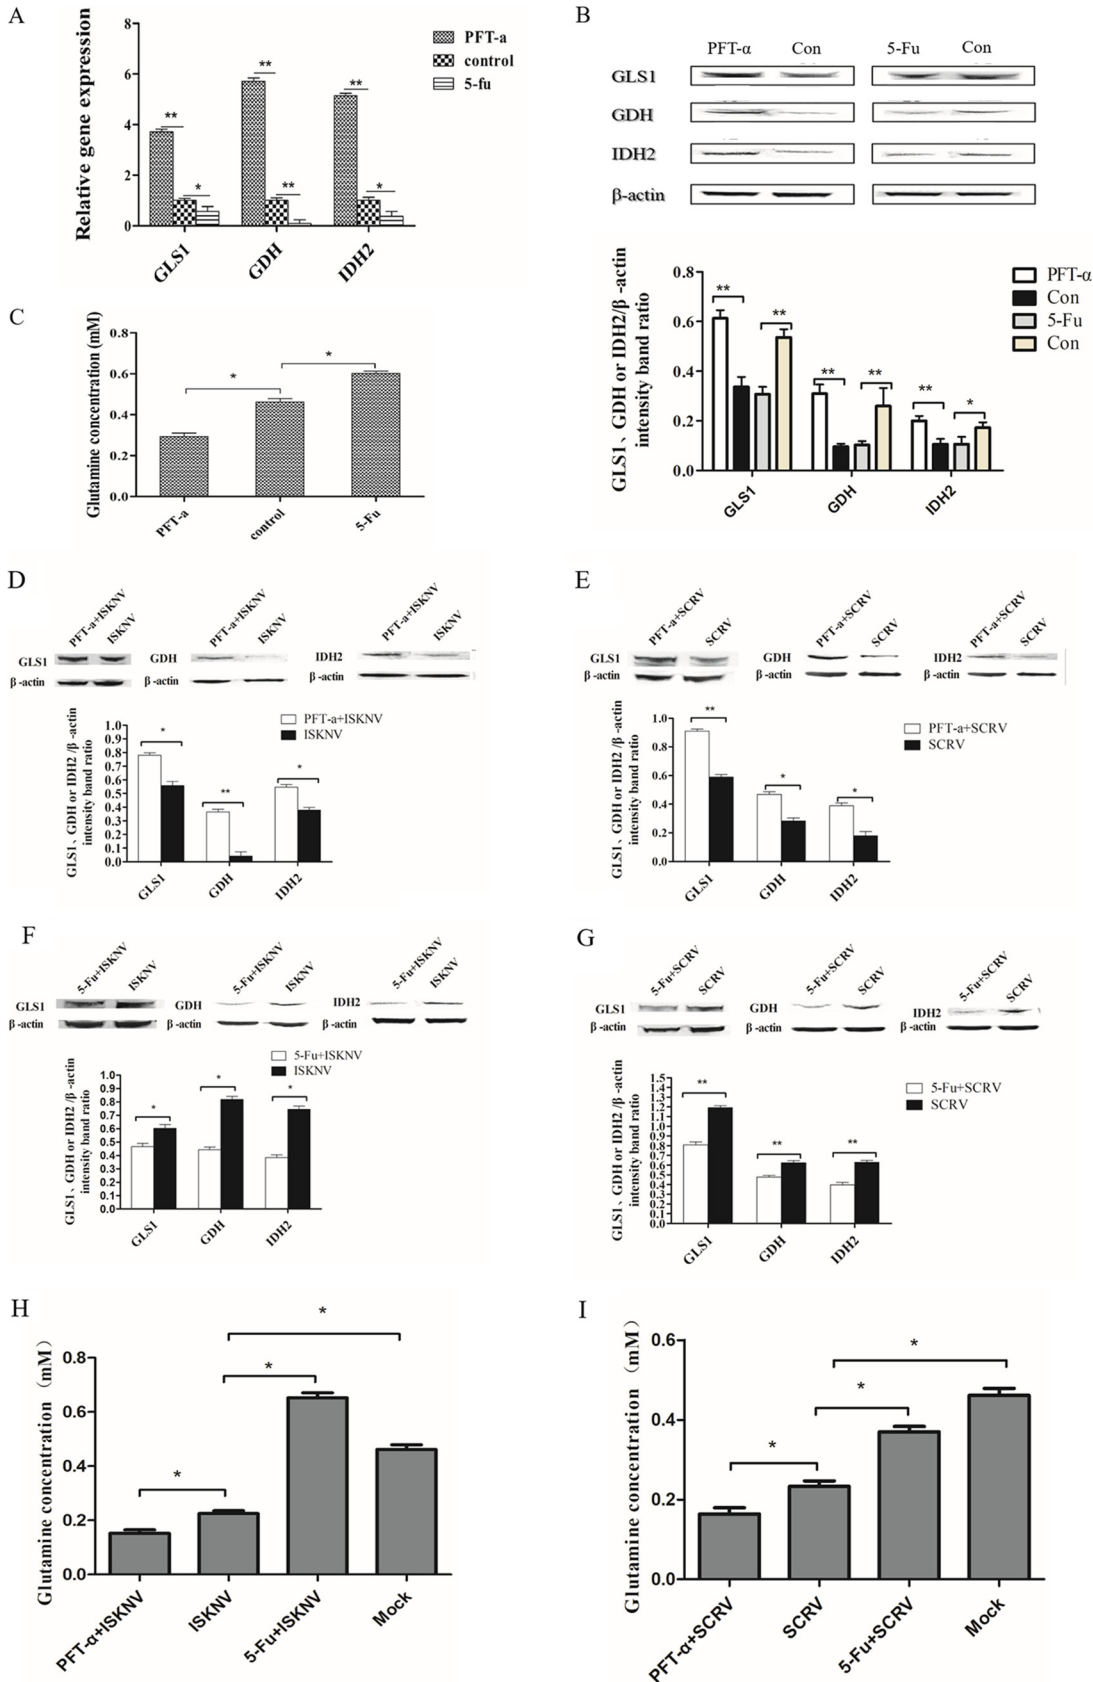 A
Relative gene expression
8
6
4
2
0
**
*
**
**
**
*
GLS1
GDH
IDH2
PFT-a
control
5-fu
B
PFT-α Con 5-Fu Con
GLS1
GDH
IDH2
β-actin
GLS1、GDH or IDH2/β -actin
intensity band ratio
0.8
0.6
0.4
0.2
0.0
**
**
**
**
**
*
GLS1
GDH
IDH2
PFT-α
Con
5-Fu
Con
C
Glutamine concentration (mM)
0.8
0.6
0.4
0.2
0.0
*
*
PFT-a
control
5-Fu
D
PFT-a+ISKNV
ISKNV
PFT-a+ISKNV
ISKNV
PFT-a+ISKNV
ISKNV
GLS1
GDH
IDH2
β -actin
β -actin
β -actin
GLS1、GDH or IDH2 /β -actin
intensity band ratio
1.0
0.9
0.8
0.7
0.6
0.5
0.4
0.3
0.2
0.1
0.0
*
**
*
GLS1
GDH
IDH2
PFT-a+ISKNV
ISKNV
E
PFT-a+SCRV
SCRV
PFT-a+SCRV
SCRV
PFT-a+SCRV
SCRV
GLS1
GDH
IDH2
β -actin
β -actin
β -actin
GLS1、GDH or IDH2 /β -actin
intensity band ratio
1.0
0.8
0.6
0.4
0.2
0.0
**
*
*
GLS1
GDH
IDH2
PFT-a+SCRV
SCRV
F
5-Fu+ISKNV
ISKNV
5-Fu+ISKNV
ISKNV
5-Fu+ISKNV
ISKNV
GLS1
GDH
IDH2
β -actin
β -actin
β -actin
GLS1、GDH or IDH2 /β -actin
intensity band ratio
1.0
0.9
0.8
0.7
0.6
0.5
0.4
0.3
0.2
0.1
0.0
*
*
*
GLS1
GDH
IDH2
5-Fu+ISKNV
ISKNV
G
5-Fu+SCRV
SCRV
5-Fu+SCRV
SCRV
5-Fu+SCRV
SCRV
GLS1
GDH
IDH2
β -actin
β -actin
β -actin
GLS1、GDH or IDH2 /β -actin
intensity band ratio
1.5
1.4
1.3
1.2
1.1
1.0
0.9
0.8
0.7
0.6
0.5
0.4
0.3
0.2
0.1
0.0
**
**
**
GLS1
GDH
IDH2
5-Fu+SCRV
SCRV
H
Glutamine concentration（mM）
0.8
0.6
0.4
0.2
0.0
*
*
*
PFT-α+ISKNV
ISKNV
5-Fu+ISKNV
Mock
I
Glutamine concentration （mM）
0.6
0.4
0.2
0.0
*
*
*
PFT-α+SCRV
SCRV
5-Fu+SCRV
Mock